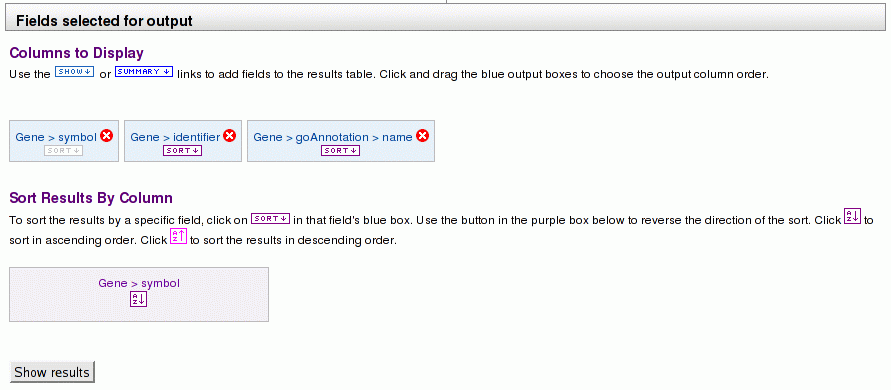 Fields selected for output
Columns to Display
Use the SHOW↓ or SUMMARY↓ links to add fields to the results table. Click and drag the blue output boxes to choose the output column order.
Gene > symbol Gene > identifier Gene > goAnnotation > name
SORT↓ SORT↓ SORT↓
Sort Results By Column
To sort the results by a specific field, click on SORT↓ in that field's blue box. Use the button in the purple box below to reverse the direction of the sort. Click AZ↓ to
sort in ascending order. Click AZ↑ to sort the results in descending order.
Gene > symbol
AZ↓
Show results